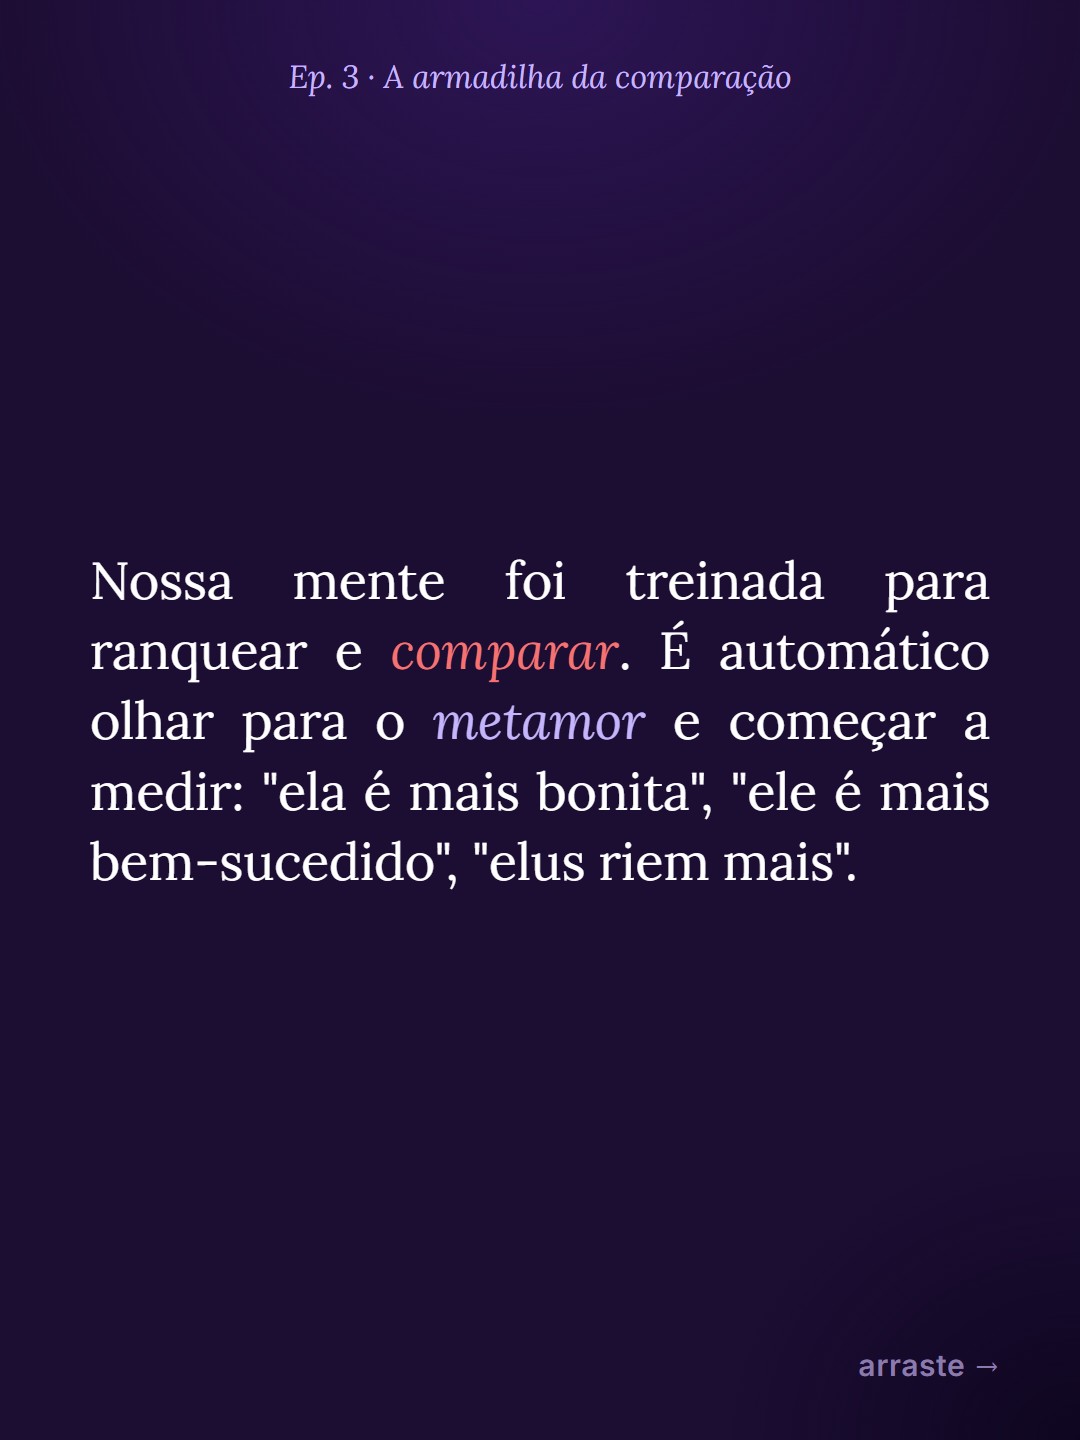 Ep. 3 · A armadilha da comparação
Nossa mente foi treinada para
ranquear e comparar. É automático
olhar para o metamor e começar a
medir: "ela é mais bonita", "ele é mais
bem-sucedido", "elus riem mais".
arraste →